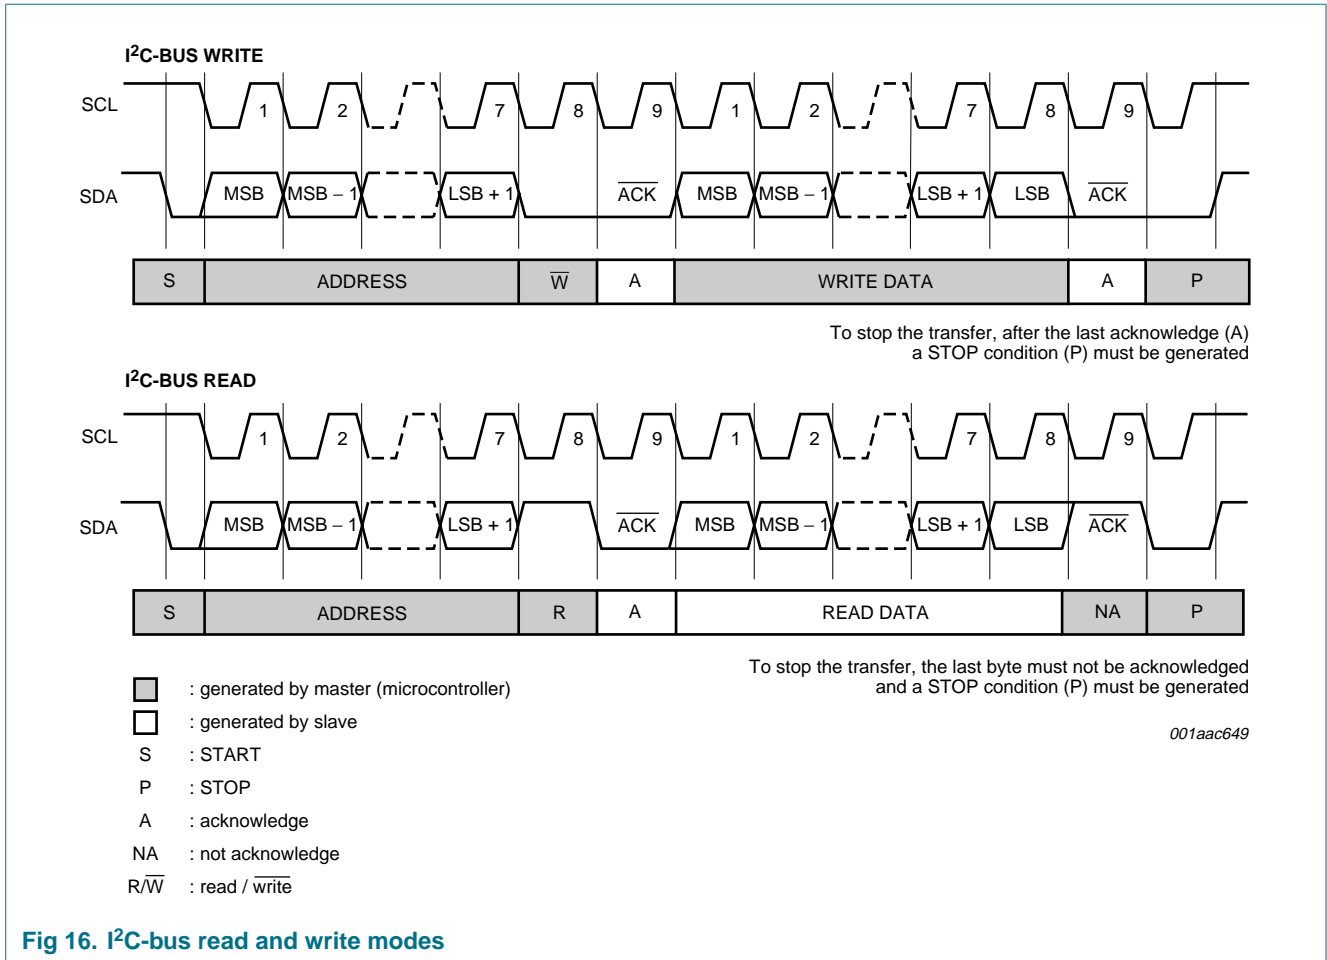 I2C-BUS WRITE
SCL 1 2 7 8 9 1 2 7 8 9
SDA MSB MSB − 1 LSB + 1 ACK MSB MSB − 1 LSB + 1 LSB ACK
S ADDRESS W A WRITE DATA A P
To stop the transfer, after the last acknowledge (A)
a STOP condition (P) must be generated
I2C-BUS READ
SCL 1 2 7 8 9 1 2 7 8 9
SDA MSB MSB − 1 LSB + 1 ACK MSB MSB − 1 LSB + 1 LSB ACK
S ADDRESS R A READ DATA NA P
To stop the transfer, the last byte must not be acknowledged
and a STOP condition (P) must be generated
: generated by master (microcontroller)
: generated by slave
001aac649
S : START
P : STOP
A : acknowledge
NA : not acknowledge
R/W : read / write
Fig 16. I2C-bus read and write modes